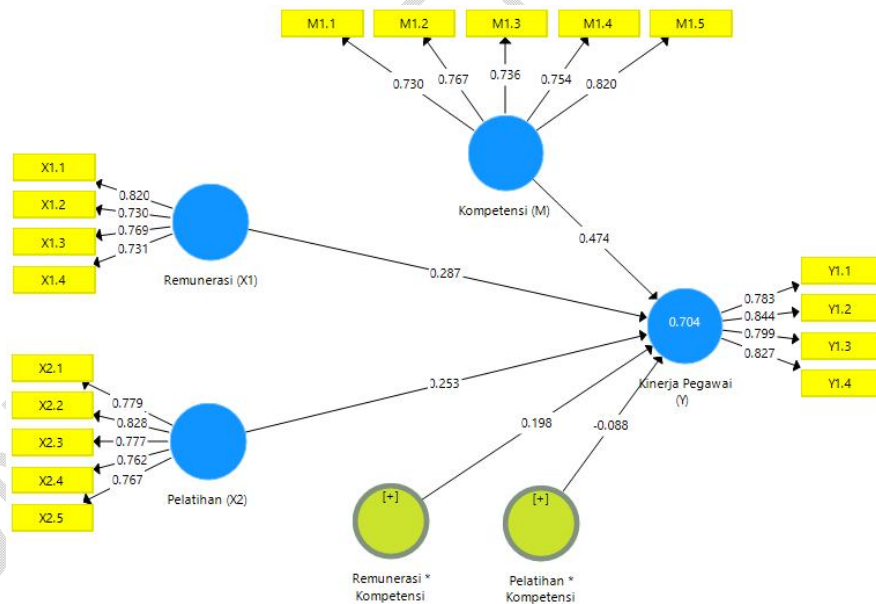 M1.1 M1.2 M1.3 M1.4 M1.5
0.730 0.767 0.736 0.754 0.820
Kompetensi (M)
0.474
X1.1
X1.2
X1.3
X1.4
0.820
0.730
0.769
0.731
Remunerasi (X1)
0.287
X2.1
X2.2
X2.3
X2.4
X2.5
0.779
0.828
0.777
0.762
0.767
Pelatihan (X2)
0.253
0.704
Kinerja Pegawai
(Y)
0.783
0.844
0.799
0.827
Y1.1
Y1.2
Y1.3
Y1.4
0.198
-0.088
[+]
Remunerasi *
Kompetensi
[+]
Pelatihan *
Kompetensi